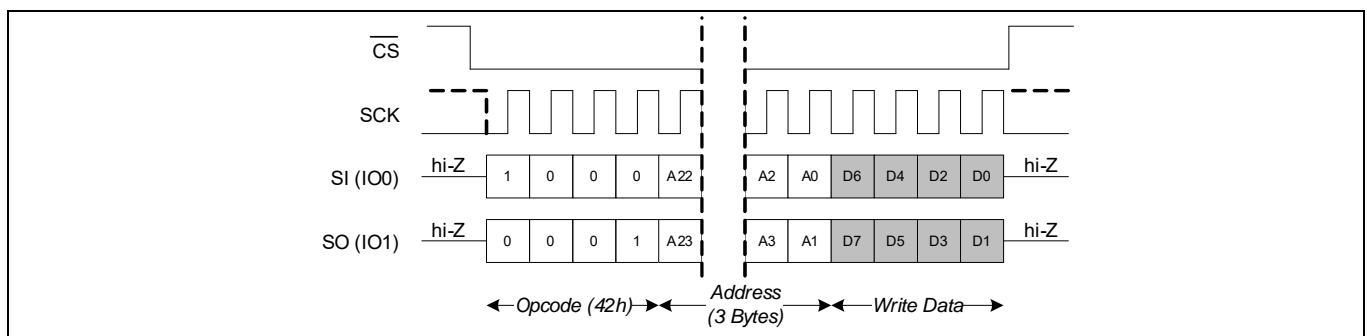 CS
SCK
hi-Z 1 0 0 0 A22 A2 A0 D6 D4 D2 D0 hi-Z
SI (IO0)
hi-Z 0 0 0 1 A23 A3 A1 D7 D5 D3 D1 hi-Z
SO (IO1)
Opcode (42h) Address Write Data
(3 Bytes)